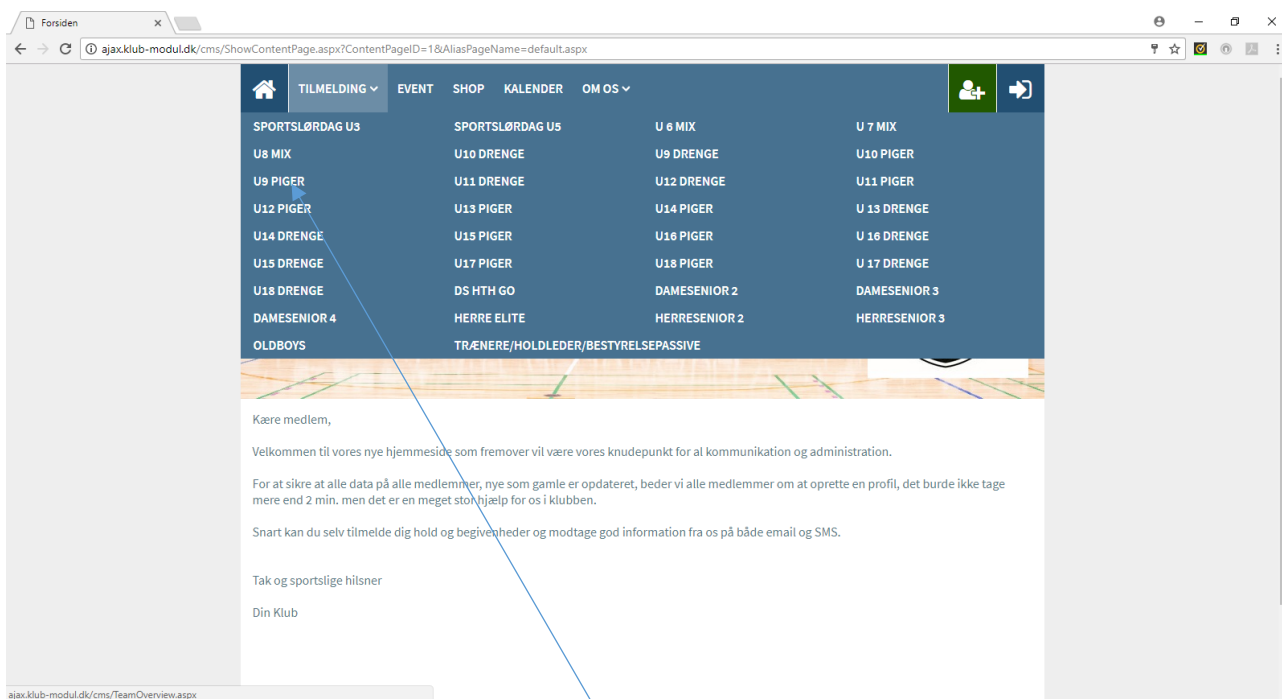 Forsiden
ajax.klub-modul.dk/cms/ShowContentPage.aspx?ContentPageID=1&AliasPageName=default.aspx
TILMELDING EVENT SHOP KALENDER OM OS
SPORTSLØRDAG U3 SPORTSLØRDAG U5 U 6 MIX U 7 MIX
U8 MIX U10 DRENGE U9 DRENGE U10 PIGER
U9 PIGER U11 DRENGE U12 DRENGE U11 PIGER
U12 PIGER U13 PIGER U14 PIGER U 13 DRENGE
U14 DRENGE U15 PIGER U16 PIGER U 16 DRENGE
U15 DRENGE U17 PIGER U18 PIGER U 17 DRENGE
U18 DRENGE DS HTH GO DAMESENIOR 2 DAMESENIOR 3
DAMESENIOR 4 HERRE ELITE HERRESENIOR 2 HERRESENIOR 3
OLDBOYS TRÆNERE/HOLDLEDER/BESTYRELSEPASSIVE
Kære medlem,
Velkommen til vores nye hjemmeside som fremover vil være vores knudepunkt for al kommunikation og administration.
For at sikre at alle data på alle medlemmer, nye som gamle er opdateret, beder vi alle medlemmer om at oprette en profil, det burde ikke tage
mere end 2 min. men det er en meget stor hjælp for os i klubben.
Snart kan du selv tilmelde dig hold og begivenheder og modtage god information fra os på både email og SMS.
Tak og sportslige hilsner
Din Klub
ajax.klub-modul.dk/cms/TeamOverview.aspx